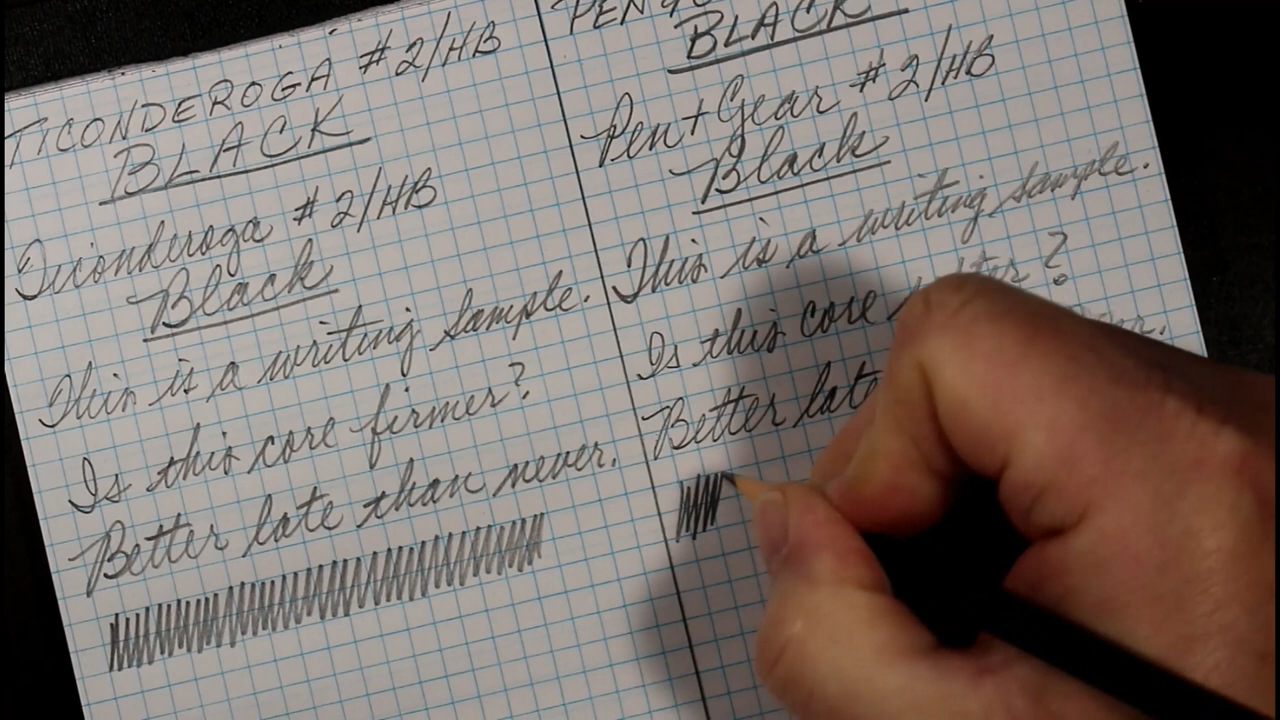 TICONDEROGA #2/HB
BLACK
Ticonderoga #2/HB
Black
This is a writing sample.
Is this core firmer?
Better late than never.
BLACK
Pen+Gear #2/HB
Black
This is a writing sample.
Is this core
Better late